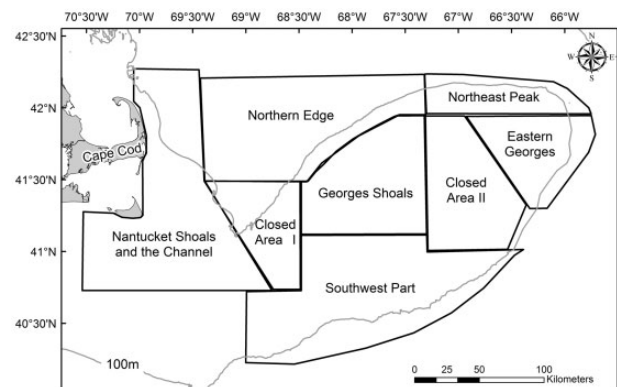 70°30'W 70°W 69°30'W 69°W 68°30'W 68°W 67°30'W 67°W 66°30'W 66°W
42°30'N
42°N
41°30'N
41°N
40°30'N
N
W E
S
Northeast Peak
Northern Edge
Eastern
Georges
Cape Cod
Georges Shoals
Closed
Area II
Closed
Area I
Nantucket Shoals
and the Channel
Southwest Part
100m
0 25 50 100
Kilometers